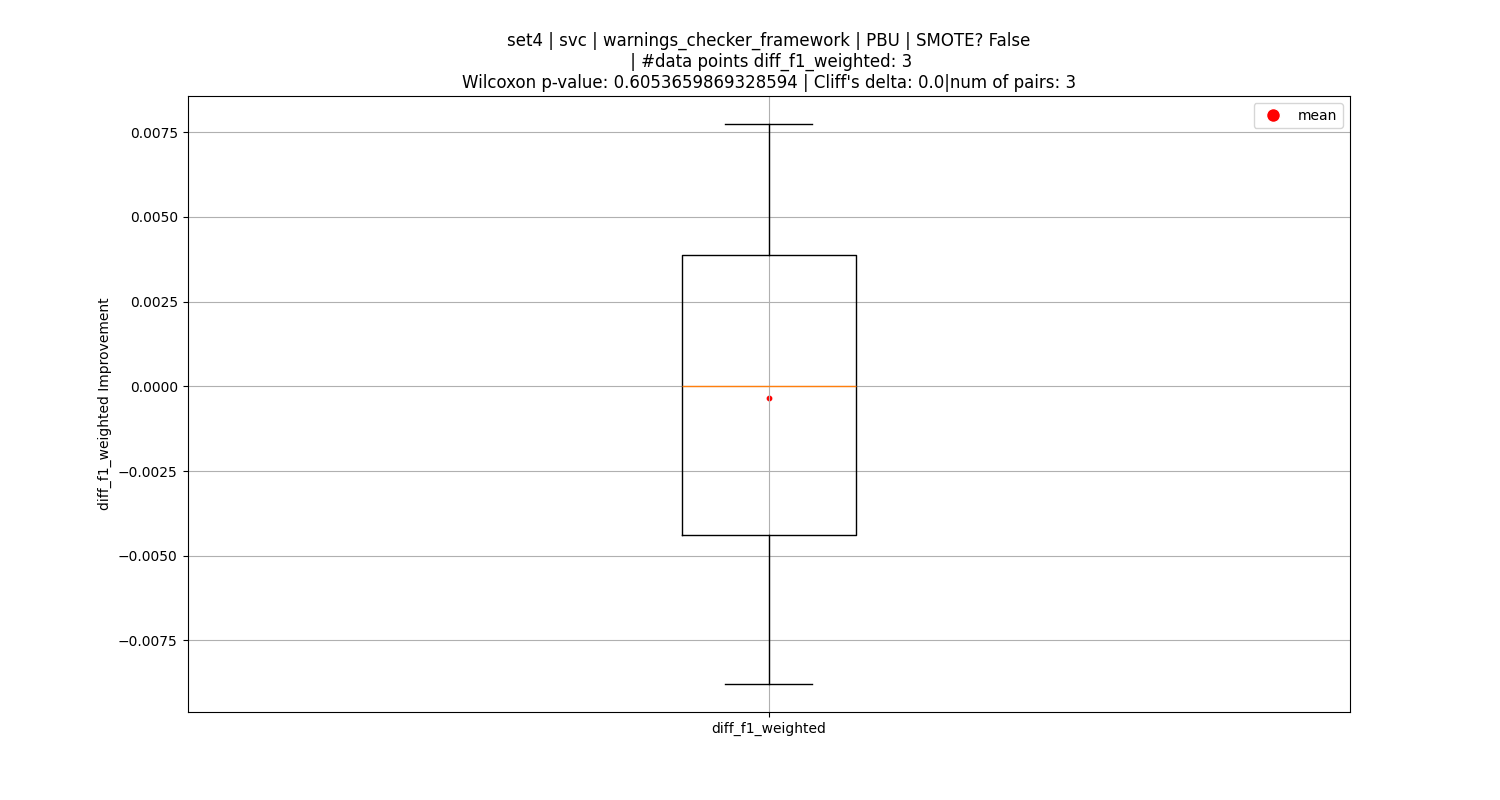 set4 | svc | warnings_checker_framework | PBU | SMOTE? False
| #data points diff_f1_weighted: 3
Wilcoxon p-value: 0.6053659869328594 | Cliff's delta: 0.0|num of pairs: 3
mean
0.0075
0.0050
0.0025
0.0000
−0.0025
−0.0050
−0.0075
diff_f1_weighted Improvement
diff_f1_weighted